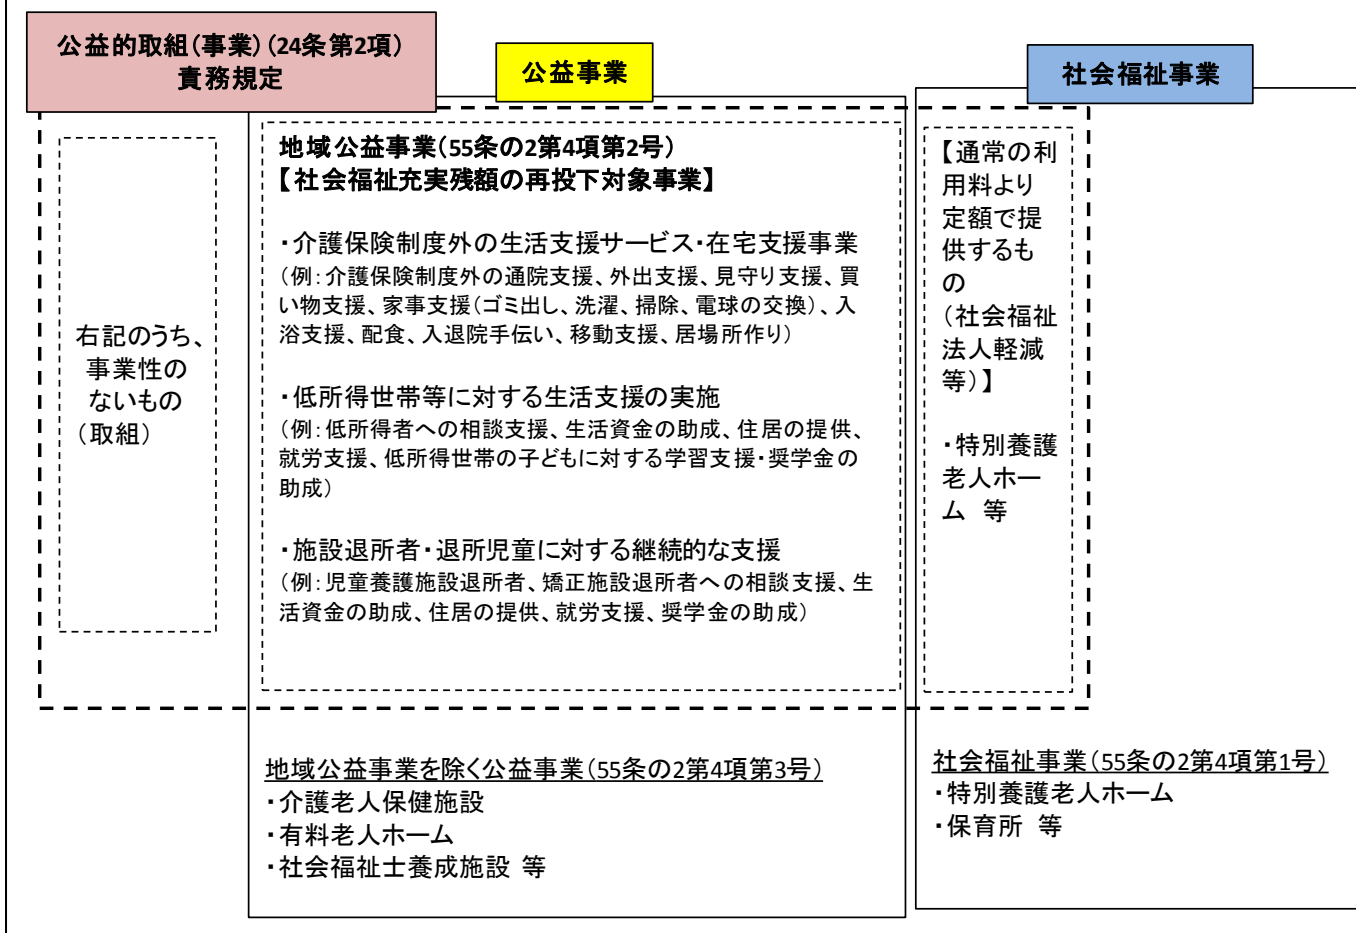 公益的取組(事業)(24条第2項)
責務規定
公益事業
社会福祉事業
右記のうち、
事業性の
ないもの
(取組)
地域公益事業(55条の2第4項第2号)
【社会福祉充実残額の再投下対象事業】
・介護保険制度外の生活支援サービス・在宅支援事業
(例:介護保険制度外の通院支援、外出支援、見守り支援、買
い物支援、家事支援(ゴミ出し、洗濯、掃除、電球の交換)、入
浴支援、配食、入退院手伝い、移動支援、居場所作り)
・低所得世帯等に対する生活支援の実施
(例:低所得者への相談支援、生活資金の助成、住居の提供、
就労支援、低所得世帯の子どもに対する学習支援・奨学金の
助成)
・施設退所者・退所児童に対する継続的な支援
(例:児童養護施設退所者、矯正施設退所者への相談支援、生
活資金の助成、住居の提供、就労支援、奨学金の助成)
【通常の利
用料より
定額で提
供するも
の
(社会福祉
法人軽減
等)】
・特別養護
老人ホー
ム 等
地域公益事業を除く公益事業(55条の2第4項第3号)
・介護老人保健施設
・有料老人ホーム
・社会福祉士養成施設 等
社会福祉事業(55条の2第4項第1号)
・特別養護老人ホーム
・保育所 等